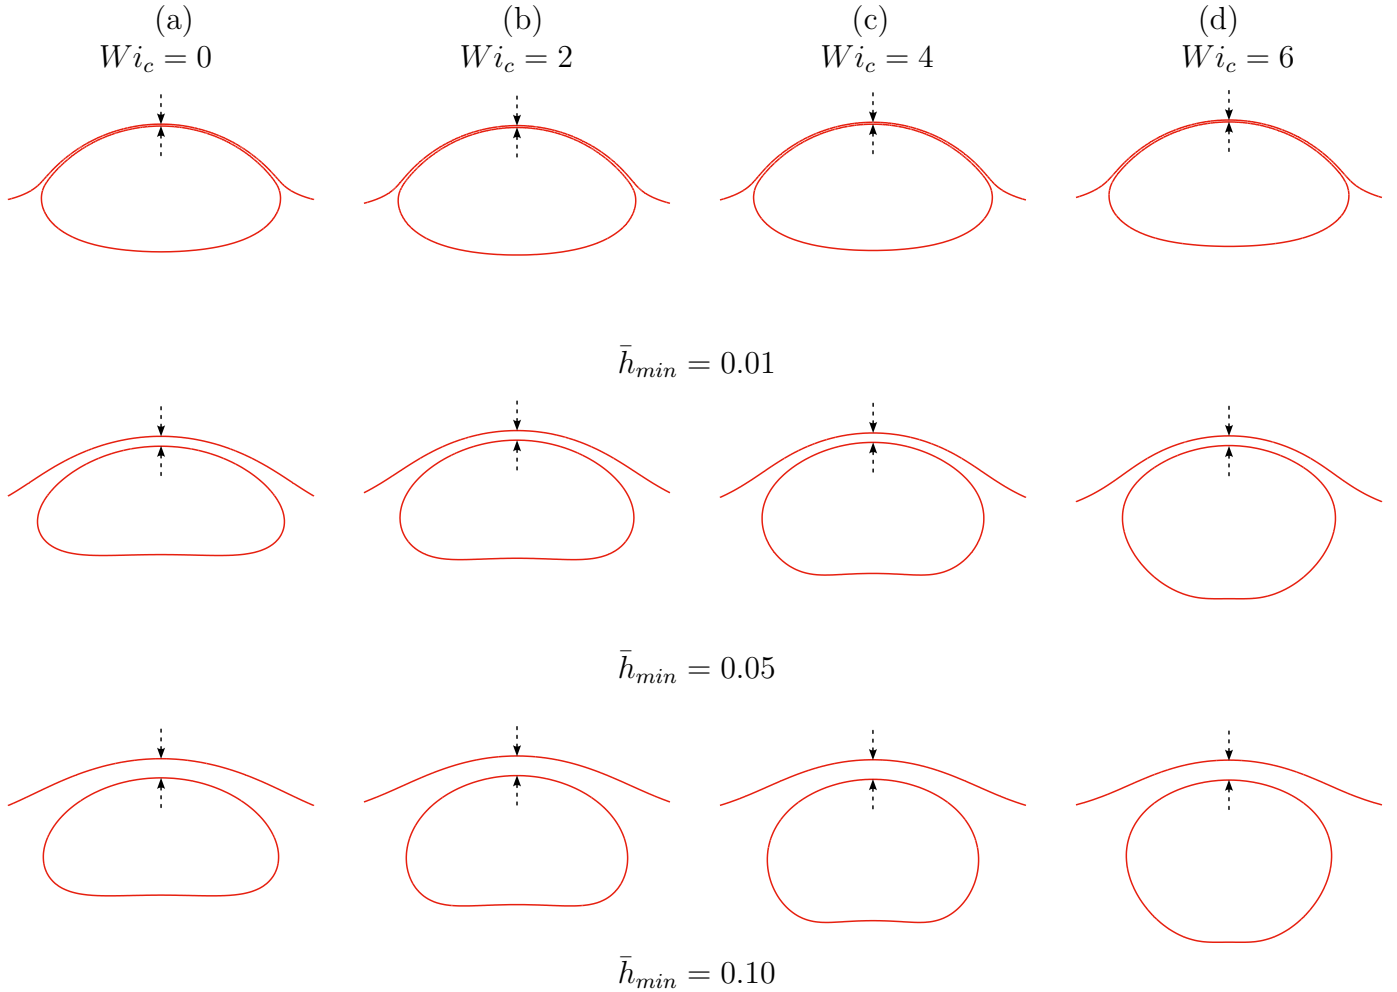 (a) (b) (c) (d)
Wi_c = 0 Wi_c = 2 Wi_c = 4 Wi_c = 6
h̄_min = 0.01
h̄_min = 0.05
h̄_min = 0.10